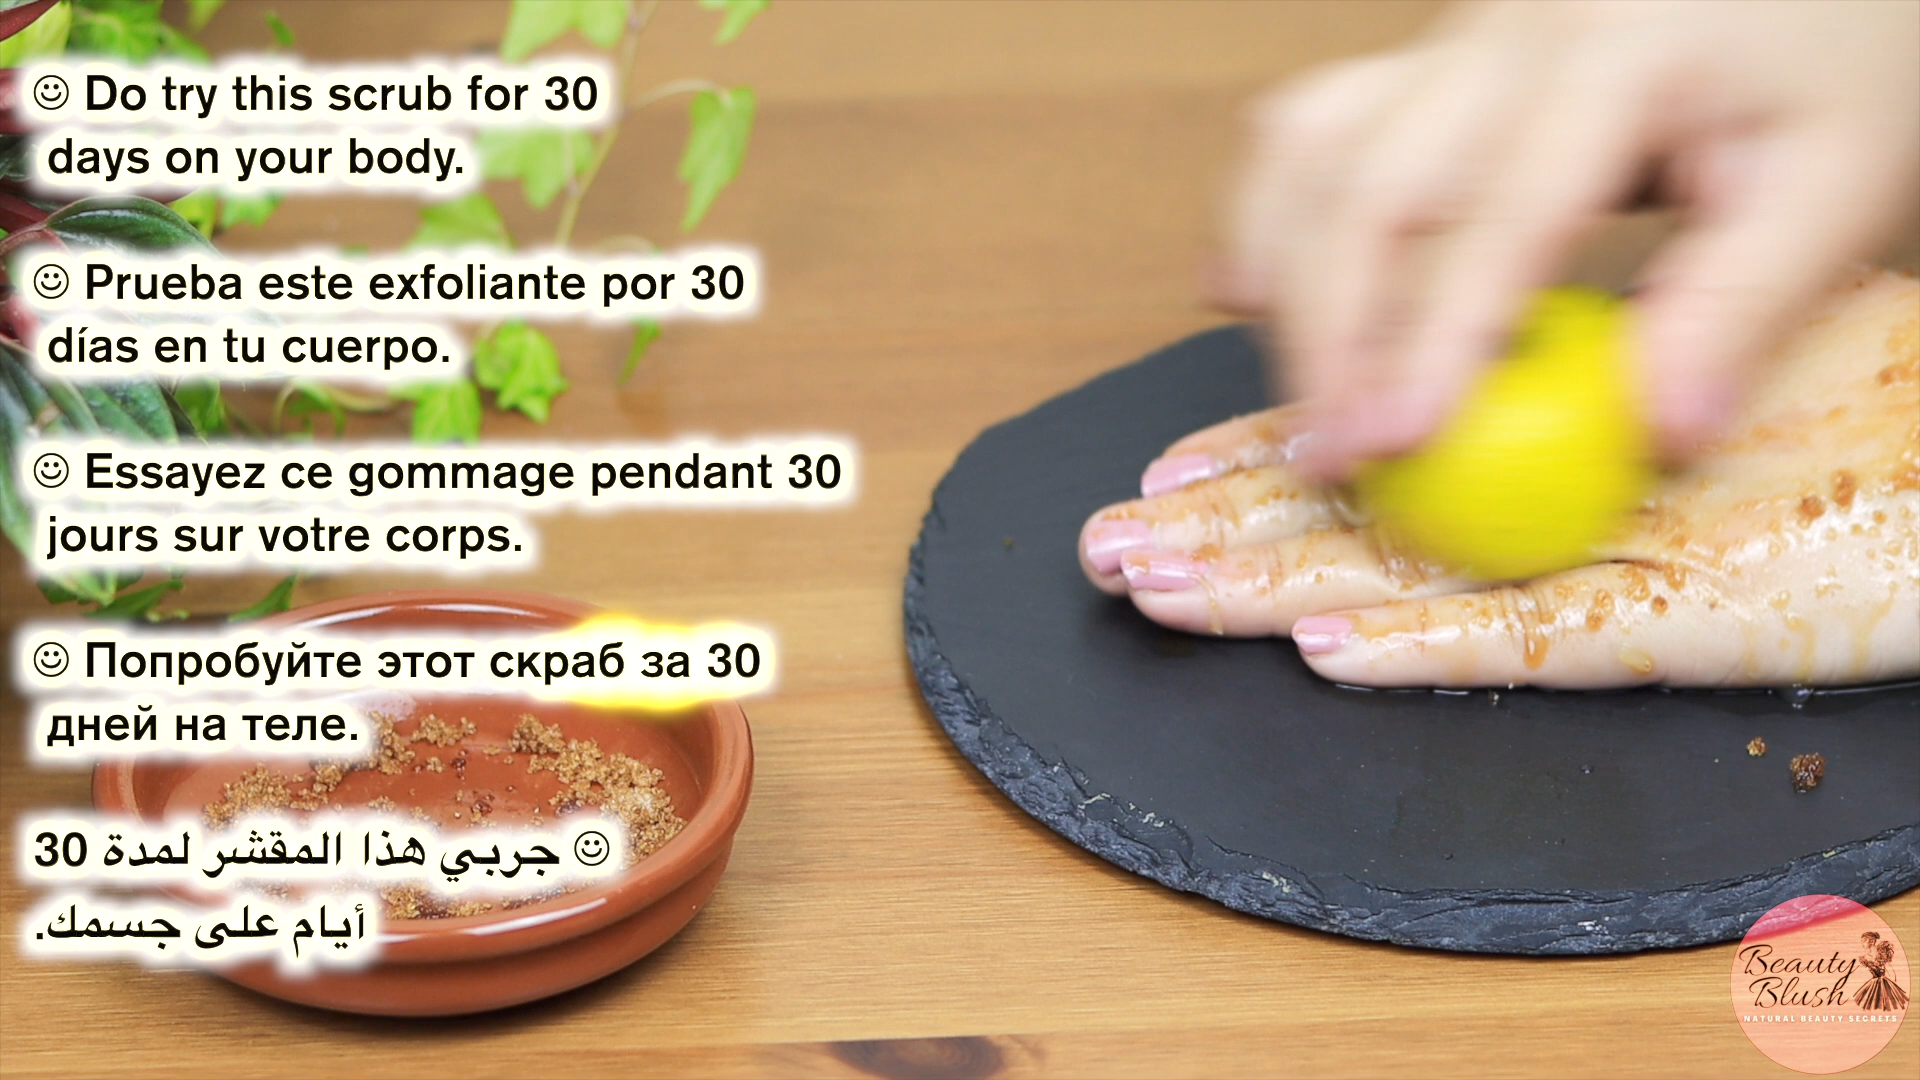 ☺ Do try this scrub for 30
days on your body.
☺ Prueba este exfoliante por 30
días en tu cuerpo.
☺ Essayez ce gommage pendant 30
jours sur votre corps.
☺ Попробуйте этот скраб за 30
дней на теле.
☺ جربي هذا المقشر لمدة 30
أيام على جسمك.
Beauty
Blush
NATURAL BEAUTY SECRETS